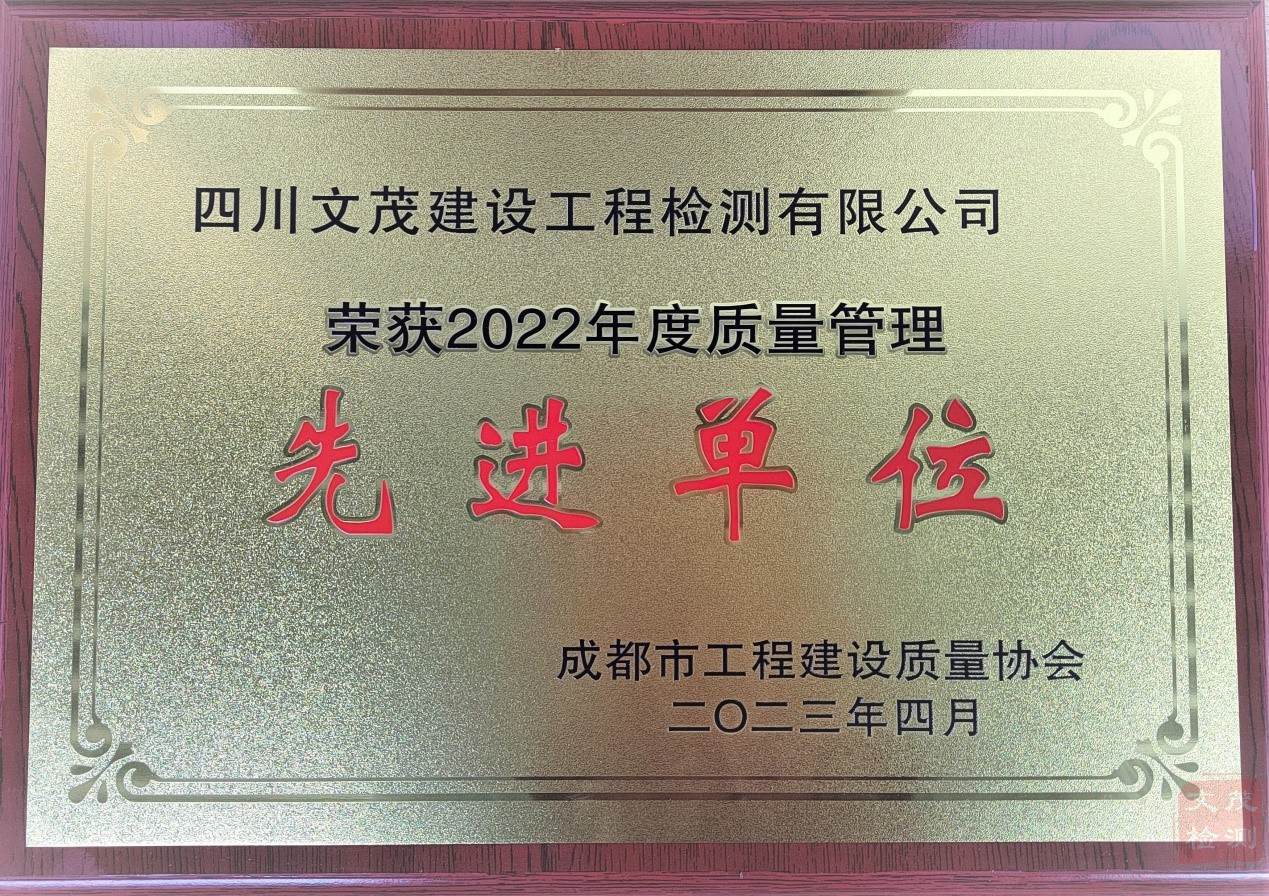 四川文茂建设工程检测有限公司
荣获2022年度质量管理
先进单位
成都市工程建设质量协会
二〇二三年四月
文茂
检测